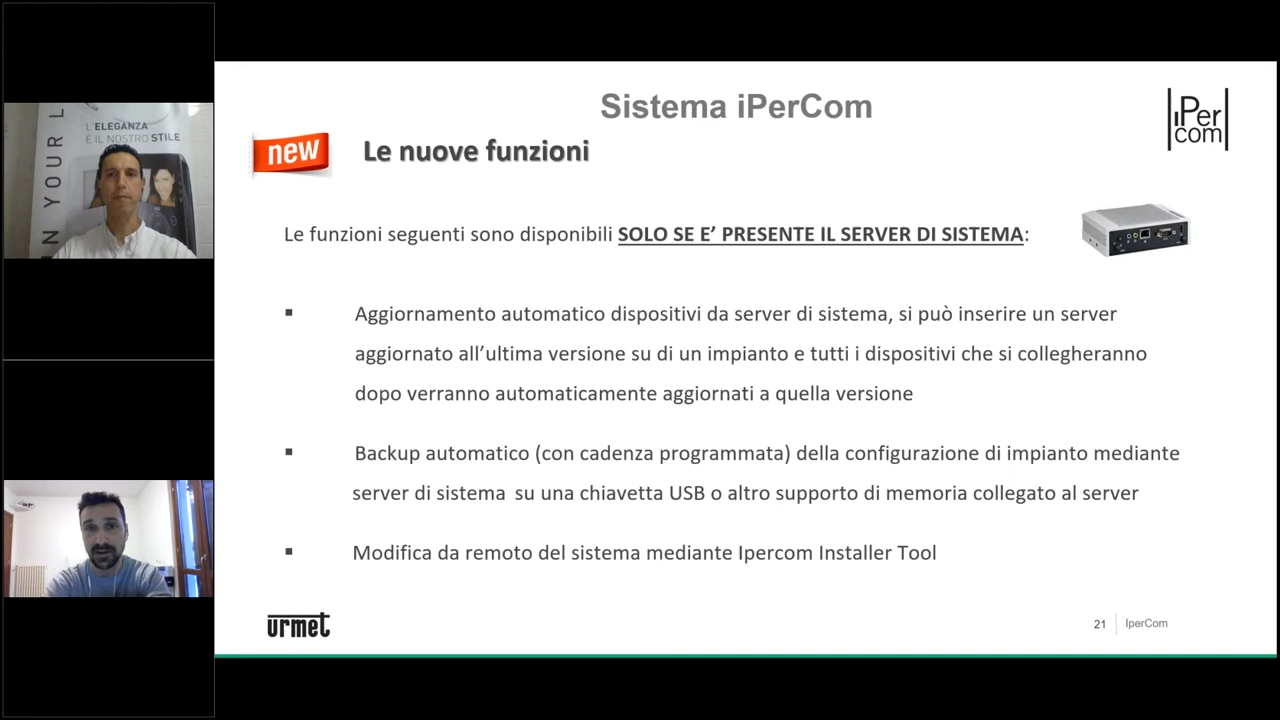 YOUR L
L'ELEGANZA
È IL NOSTRO STILE
Sistema iPerCom
iPer
com
new
Le nuove funzioni
Le funzioni seguenti sono disponibili SOLO SE E’ PRESENTE IL SERVER DI SISTEMA:
▪ Aggiornamento automatico dispositivi da server di sistema, si può inserire un server
aggiornato all’ultima versione su di un impianto e tutti i dispositivi che si collegheranno
dopo verranno automaticamente aggiornati a quella versione
▪ Backup automatico (con cadenza programmata) della configurazione di impianto mediante
server di sistema su una chiavetta USB o altro supporto di memoria collegato al server
▪ Modifica da remoto del sistema mediante Ipercom Installer Tool
urmet
21
IperCom